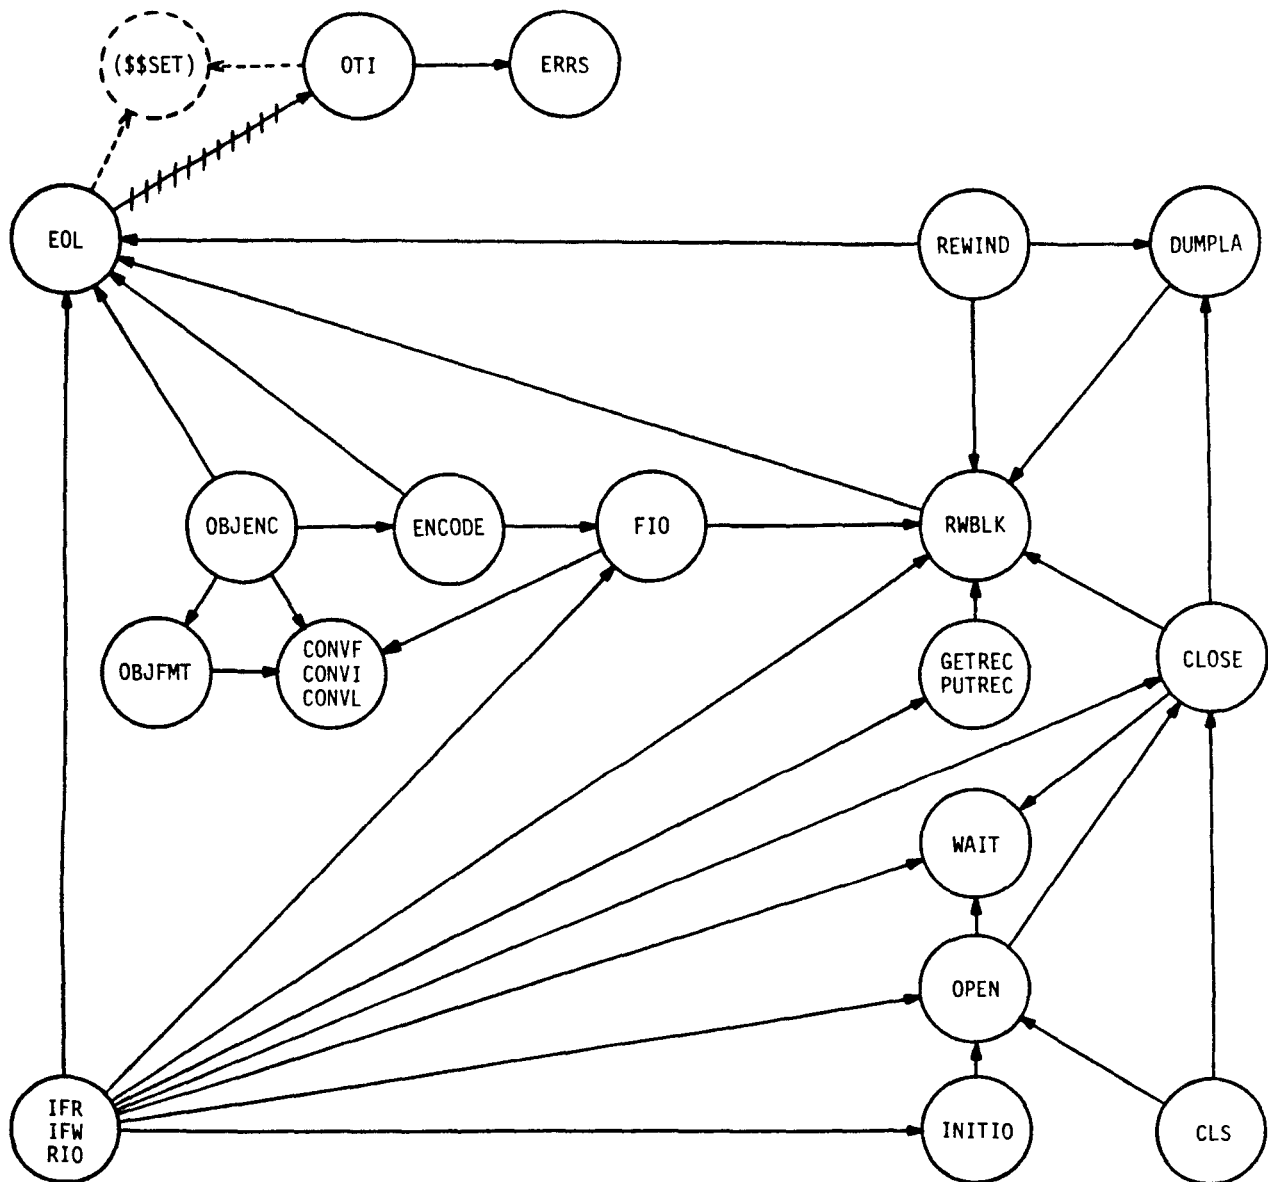 ($$SET)
OTI
ERRS
EOL
REWIND
DUMPLA
OBJENC
ENCODE
FIO
RWBLK
OBJFMT
CONVF
CONVI
CONVL
GETREC
PUTREC
CLOSE
WAIT
OPEN
IFR
IFW
RIO
INITIO
CLS